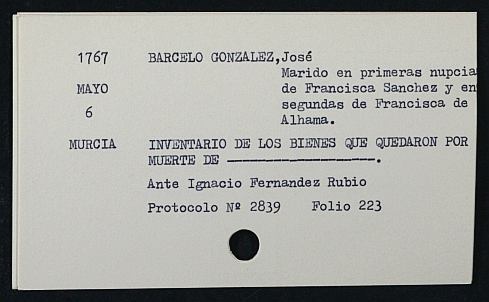 1767 BARCELO GONZALEZ,José
Marido en primeras nupcia
MAYO de Francisca Sanchez y en
6 segundas de Francisca de
Alhama.
MURCIA INVENTARIO DE LOS BIENES QUE QUEDARON POR
MUERTE DE ——————————.
Ante Ignacio Fernandez Rubio
Protocolo Nº 2839 Folio 223